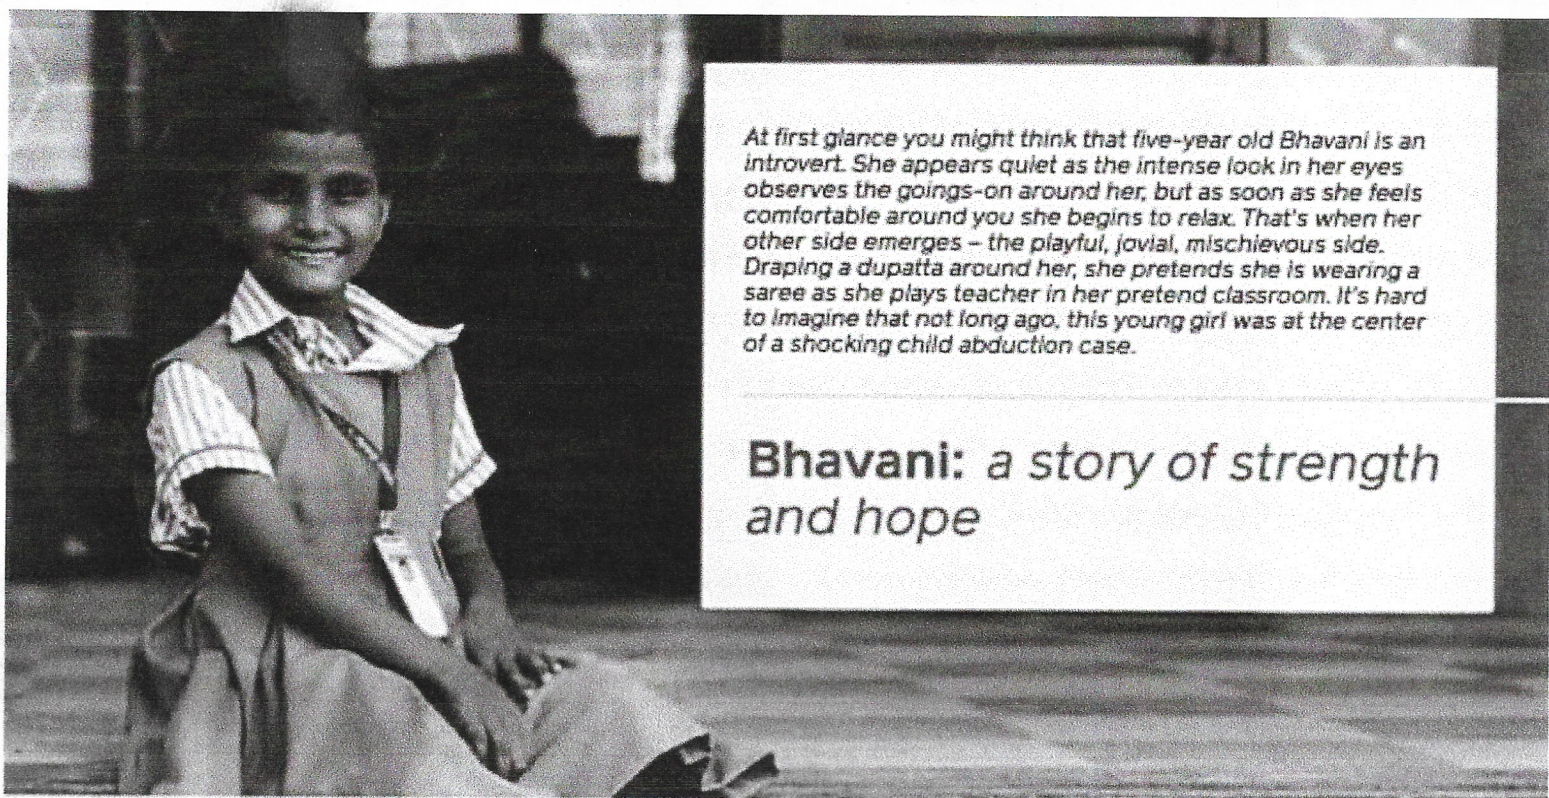 At first glance you might think that five-year old Bhavani is an
introvert. She appears quiet as the intense look in her eyes
observes the goings-on around her, but as soon as she feels
comfortable around you she begins to relax. That's when her
other side emerges – the playful, jovial, mischievous side.
Draping a dupatta around her, she pretends she is wearing a
saree as she plays teacher in her pretend classroom. It's hard
to imagine that not long ago, this young girl was at the center
of a shocking child abduction case.
Bhavani: a story of strength
and hope